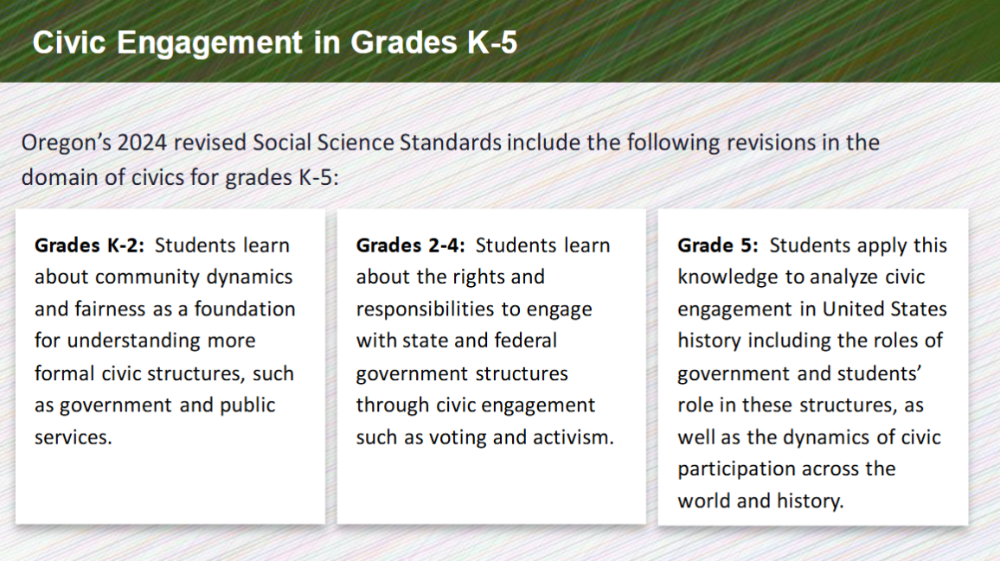 Civic Engagement in Grades K-5
Oregon’s 2024 revised Social Science Standards include the following revisions in the
domain of civics for grades K-5:
Grades K-2: Students learn
about community dynamics
and fairness as a foundation
for understanding more
formal civic structures, such
as government and public
services.
Grades 2-4: Students learn
about the rights and
responsibilities to engage
with state and federal
government structures
through civic engagement
such as voting and activism.
Grade 5: Students apply this
knowledge to analyze civic
engagement in United States
history including the roles of
government and students’
role in these structures, as
well as the dynamics of civic
participation across the
world and history.